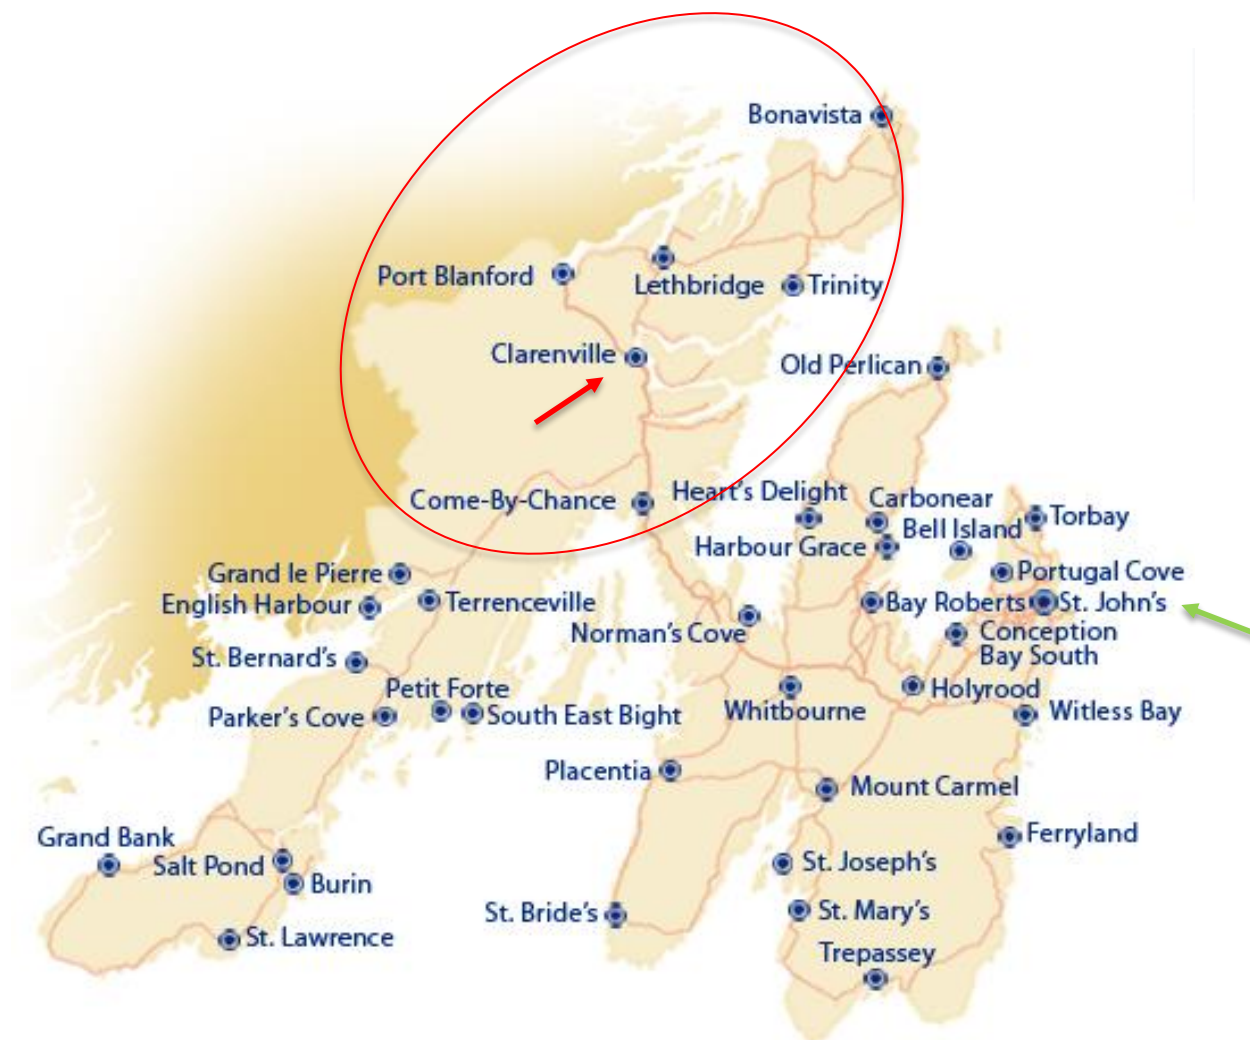 Bonavista
Port Blanford
Lethbridge
Trinity
Clarenville
Old Perlican
Come-By-Chance
Heart's Delight
Carbonear
Bell Island
Torbay
Harbour Grace
Grand le Pierre
Portugal Cove
English Harbour
Terrenceville
Bay Roberts
St. John's
Norman's Cove
Conception
Bay South
St. Bernard's
Petit Forte
Holyrood
Parker's Cove
South East Bight
Whitbourne
Witless Bay
Placentia
Mount Carmel
Grand Bank
Ferryland
Salt Pond
St. Joseph's
Burin
St. Bride's
St. Mary's
St. Lawrence
Trepassey